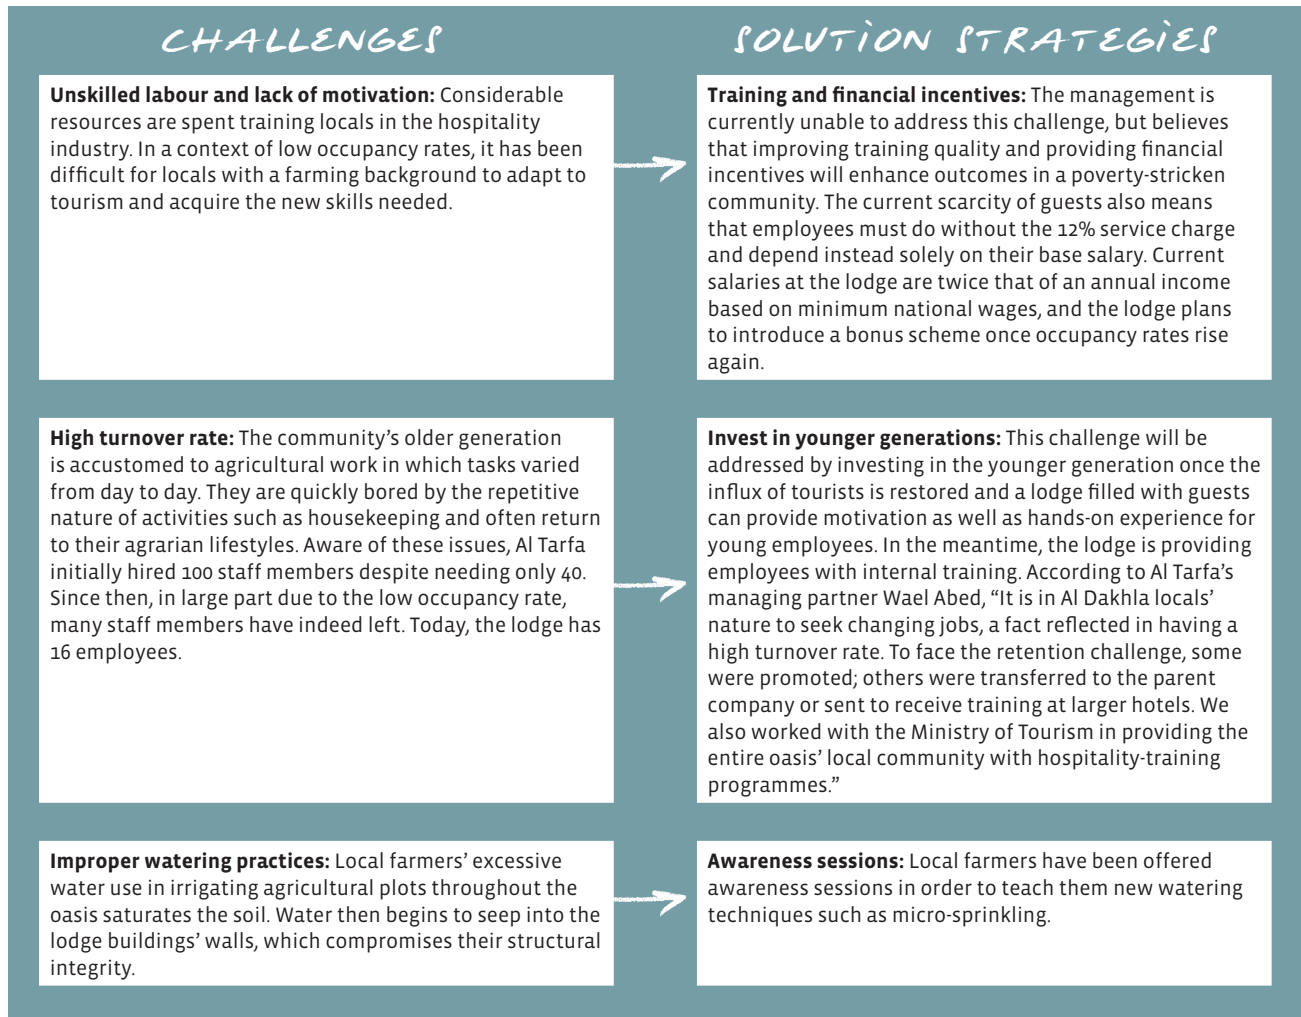 CHALLENGES
SOLUTION STRATEGIES
Unskilled labour and lack of motivation: Considerable
resources are spent training locals in the hospitality
industry. In a context of low occupancy rates, it has been
difficult for locals with a farming background to adapt to
tourism and acquire the new skills needed.
Training and financial incentives: The management is
currently unable to address this challenge, but believes
that improving training quality and providing financial
incentives will enhance outcomes in a poverty-stricken
community. The current scarcity of guests also means
that employees must do without the 12% service charge
and depend instead solely on their base salary. Current
salaries at the lodge are twice that of an annual income
based on minimum national wages, and the lodge plans
to introduce a bonus scheme once occupancy rates rise
again.
High turnover rate: The community's older generation
is accustomed to agricultural work in which tasks varied
from day to day. They are quickly bored by the repetitive
nature of activities such as housekeeping and often return
to their agrarian lifestyles. Aware of these issues, Al Tarfa
initially hired 100 staff members despite needing only 40.
Since then, in large part due to the low occupancy rate,
many staff members have indeed left. Today, the lodge has
16 employees.
Invest in younger generations: This challenge will be
addressed by investing in the younger generation once the
influx of tourists is restored and a lodge filled with guests
can provide motivation as well as hands-on experience for
young employees. In the meantime, the lodge is providing
employees with internal training. According to Al Tarfa's
managing partner Wael Abed, “It is in Al Dakhla locals'
nature to seek changing jobs, a fact reflected in having a
high turnover rate. To face the retention challenge, some
were promoted; others were transferred to the parent
company or sent to receive training at larger hotels. We
also worked with the Ministry of Tourism in providing the
entire oasis' local community with hospitality-training
programmes.”
Improper watering practices: Local farmers' excessive
water use in irrigating agricultural plots throughout the
oasis saturates the soil. Water then begins to seep into the
lodge buildings' walls, which compromises their structural
integrity.
Awareness sessions: Local farmers have been offered
awareness sessions in order to teach them new watering
techniques such as micro-sprinkling.